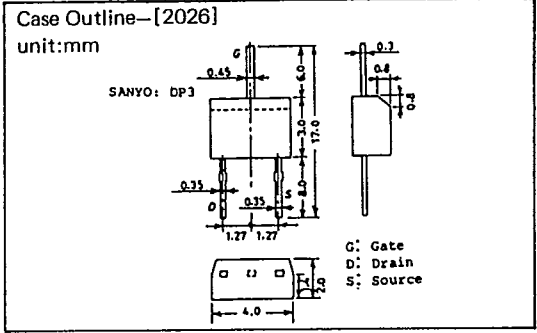 Case Outline—[2026]
unit:mm
G
0.3
0.45
6.0
0.8
SANYO: DP3
0.8
3.0
17.0
0.35
8.0
0.35
S
D
1.27
1.27
G: Gate
D: Drain
S: Source
1.4
2.0
4.0